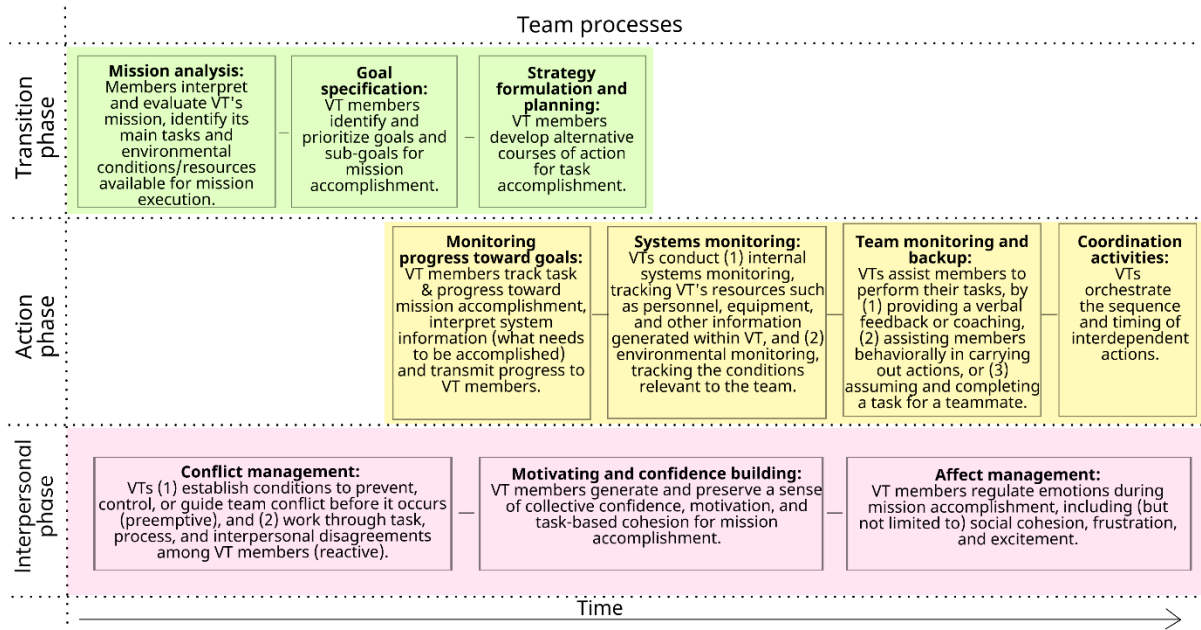 Team processes
Transition
phase
Mission analysis:
Members interpret
and evaluate VT's
mission, identify its
main tasks and
environmental
conditions/resources
available for mission
execution.
Goal
specification:
VT members
identify and
prioritize goals and
sub-goals for
mission
accomplishment.
Strategy
formulation and
planning:
VT members
develop alternative
courses of action
for task
accomplishment.
Action
phase
Monitoring
progress toward goals:
VT members track task
& progress toward
mission accomplishment,
interpret system
information (what needs
to be accomplished)
and transmit progress to
VT members.
Systems monitoring:
VTs conduct (1) internal
systems monitoring,
tracking VT's resources such
as personnel, equipment,
and other information
generated within VT, and (2)
environmental monitoring,
tracking the conditions
relevant to the team.
Team monitoring and
backup:
VTs assist members to
perform their tasks, by
(1) providing a verbal
feedback or coaching,
(2) assisting members
behaviorally in carrying
out actions, or (3)
assuming and completing
a task for a teammate.
Coordination
activities:
VTs
orchestrate
the sequence
and timing of
interdependent
actions.
Interpersonal
phase
Conflict management:
VTs (1) establish conditions to prevent,
control, or guide team conflict before it occurs
(preemptive), and (2) work through task,
process, and interpersonal disagreements
among VT members (reactive).
Motivating and confidence building:
VT members generate and preserve a sense
of collective confidence, motivation, and
task-based cohesion for mission
accomplishment.
Affect management:
VT members regulate emotions during
mission accomplishment, including (but
not limited to) social cohesion, frustration,
and excitement.
Time